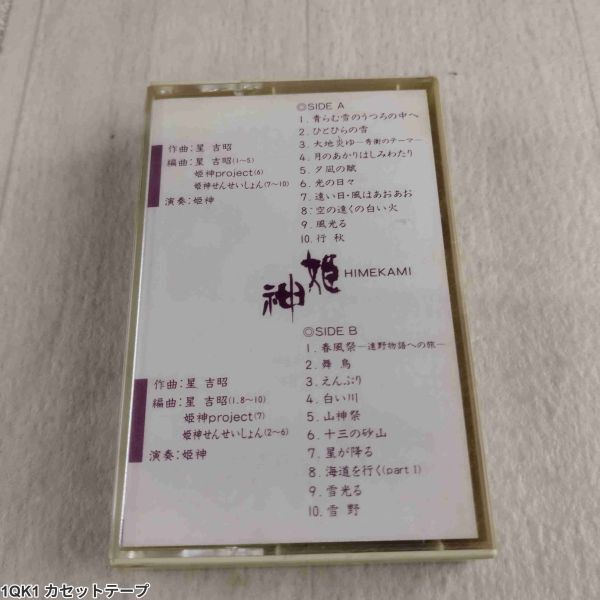 ◎SIDE A
1. 青らむ雪のうつろの中へ
2. ひとひらの雪
3. 大地炎ゆ—秀衡のテーマ—
4. 月のあかりはしみわたり
5. 夕凪の賦
6. 光の日々
7. 遠い日・風はあおあお
8. 空の遠くの白い火
9. 風光る
10. 行 秋
作曲:星 吉昭
編曲:星 吉昭(1〜5)
姫神project(6)
姫神せんせいしょん(7〜10)
演奏:姫神
姫神 HIMEKAMI
◎SIDE B
1. 春風祭—遠野物語への旅—
2. 舞 鳥
3. えんぶり
4. 白い川
5. 山神祭
6. 十三の砂山
7. 星が降る
8. 海道を行く(part 1)
9. 雪光る
10. 雪 野
作曲:星 吉昭
編曲:星 吉昭(1.8〜10)
姫神project(7)
姫神せんせいしょん(2〜6)
演奏:姫神
1QK1 カセットテープ